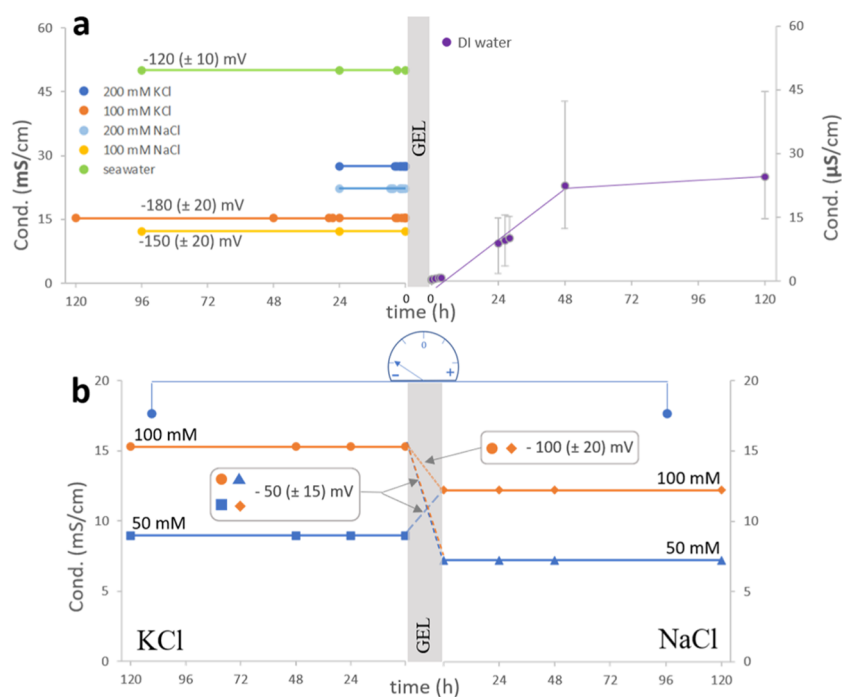 a
60
45
30
15
0
Cond. (mS/cm)
-120 (± 10) mV
200 mM KCl
100 mM KCl
200 mM NaCl
100 mM NaCl
seawater
-180 (± 20) mV
-150 (± 20) mV
GEL
DI water
60
45
30
15
0
Cond. (µS/cm)
120 96 72 48 24 0 0 24 48 72 96 120
time (h)
b
0
- +
20
15
10
5
0
Cond. (mS/cm)
100 mM
- 100 (± 20) mV
- 50 (± 15) mV
100 mM
50 mM
50 mM
KCl
GEL
NaCl
20
15
10
5
0
120 96 72 48 24 0 0 24 48 72 96 120
time (h)